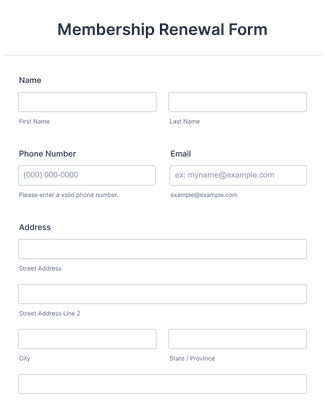 Membership Renewal Form
Name
First Name
Last Name
Phone Number
Email
(000) 000-0000
ex: myname@example.com
Please enter a valid phone number.
example@example.com
Address
Street Address
Street Address Line 2
City
State / Province